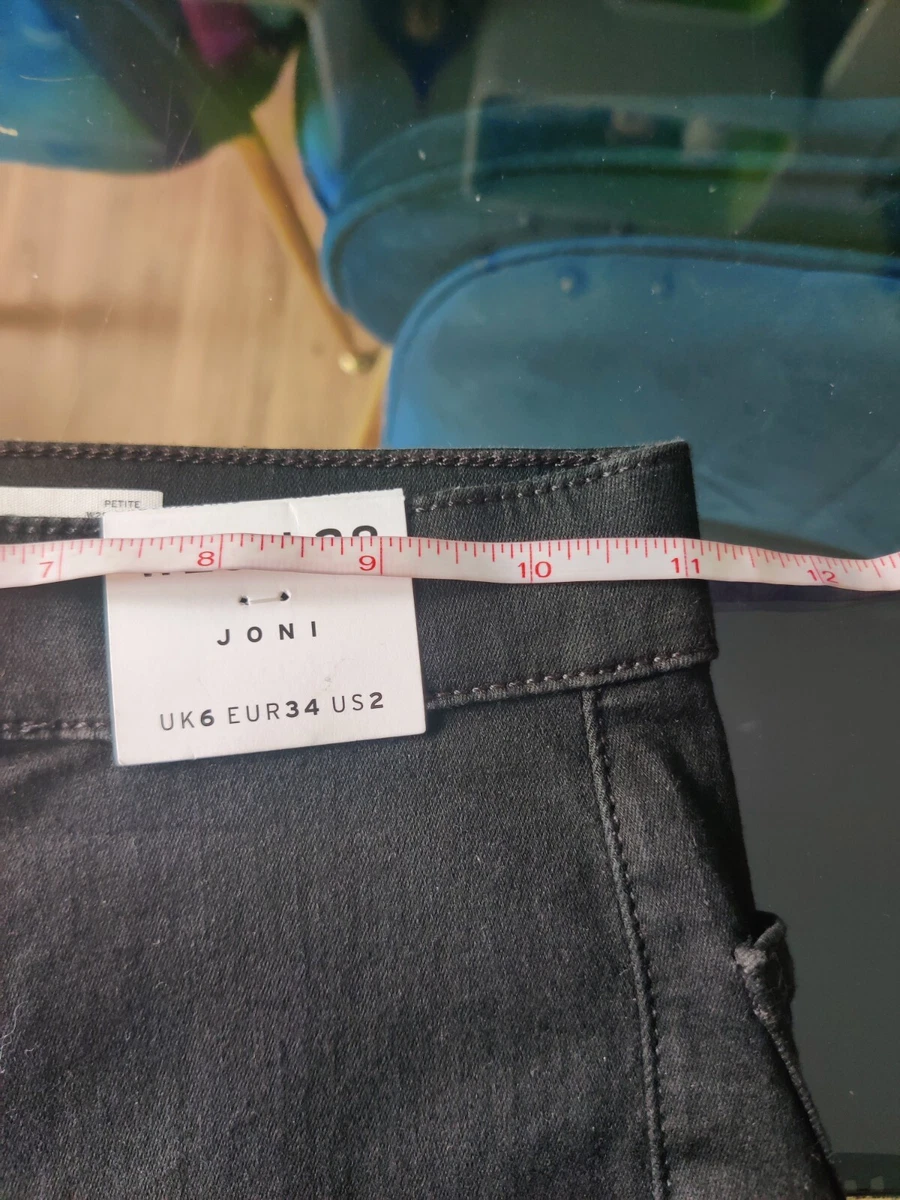 PETITE
7 8 9 10 11 12
JONI
UK6 EUR34 US2